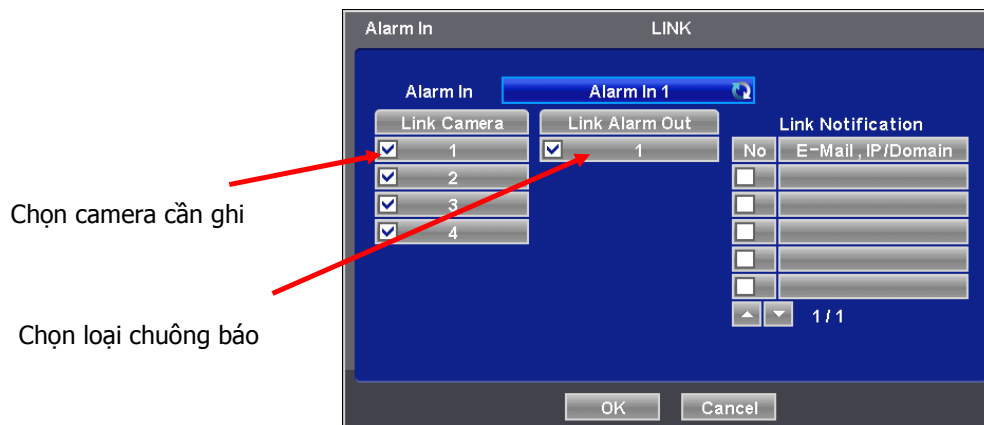 Alarm In LINK
Alarm In Alarm In 1
Link Camera Link Alarm Out Link Notification
1 1 No E-Mail , IP/Domain
2
3
4
Chọn camera cần ghi
1 / 1
Chọn loại chuông báo
OK Cancel